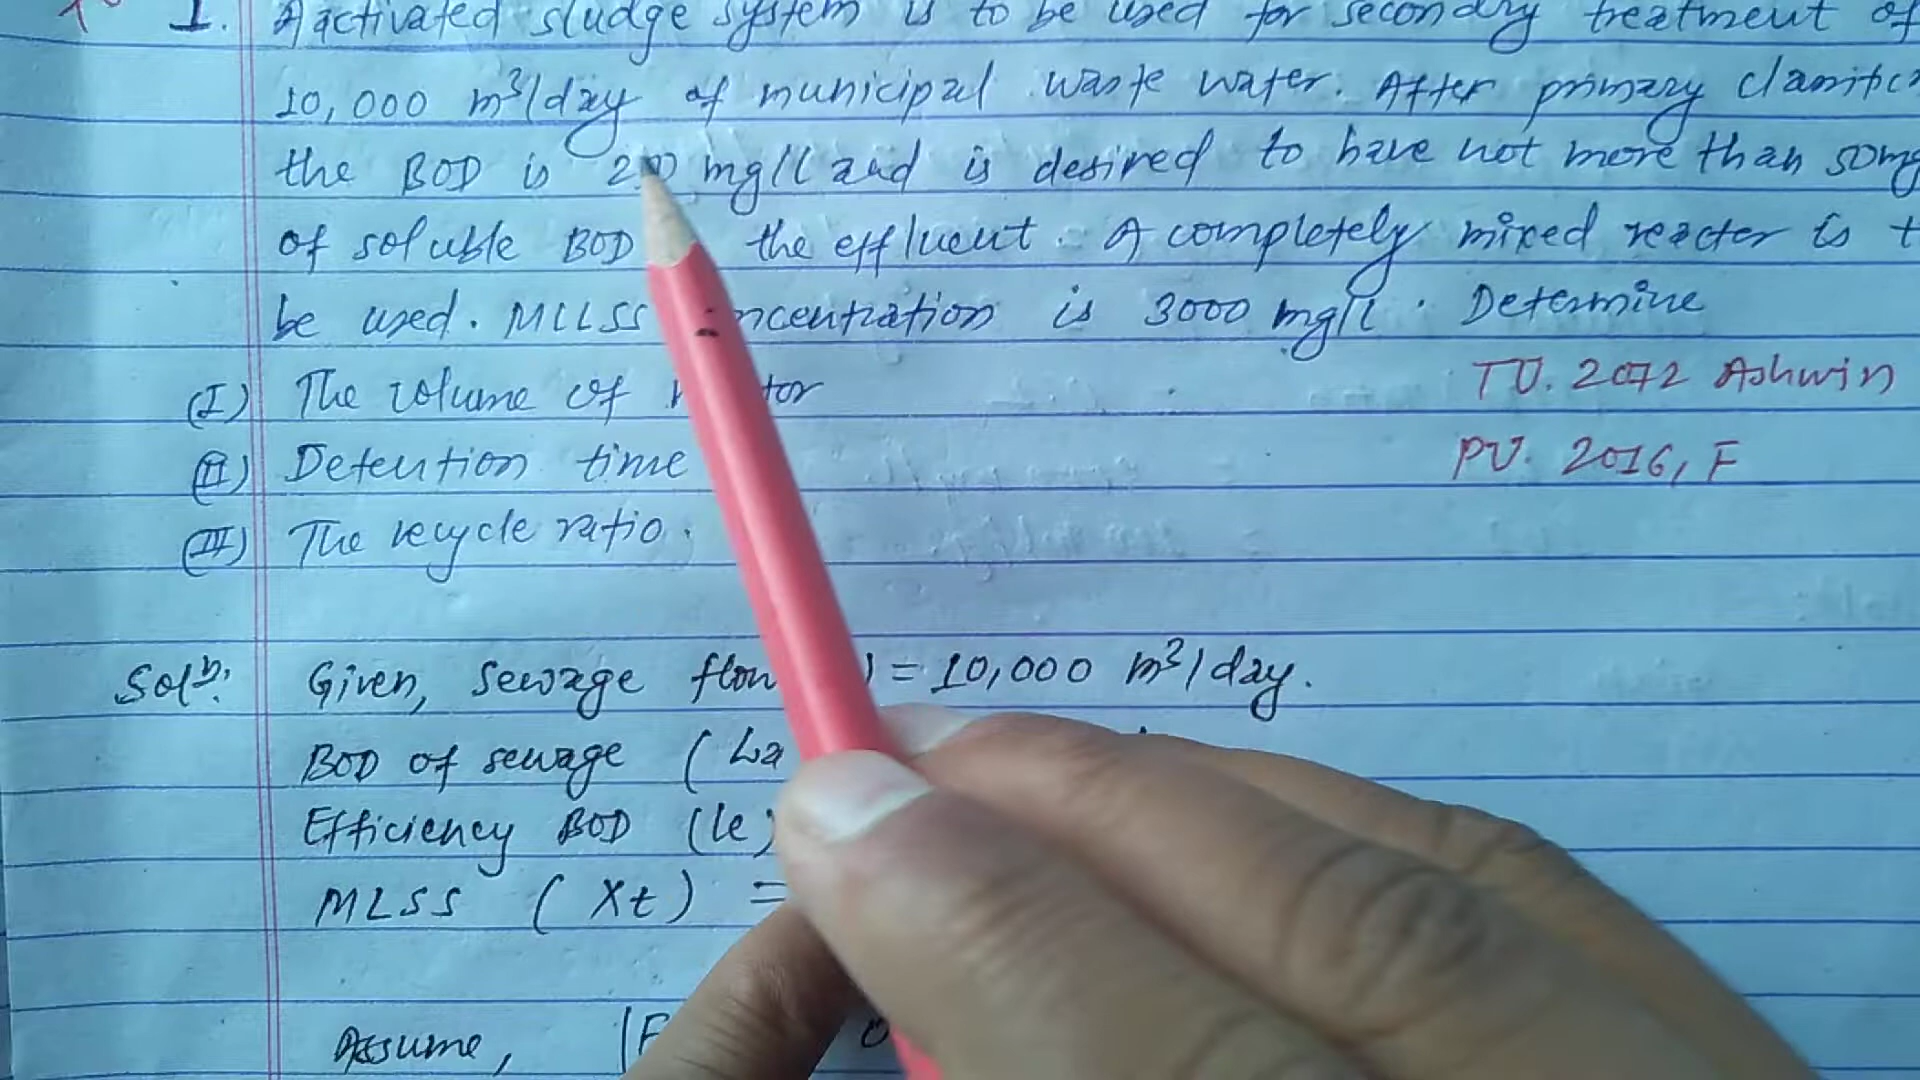 1. A activated sludge system is to be used for secondry treatment of
10,000 m³/day of municipal waste water. After primary
the BOD is mg/l and is desired to have not more than 50mg
of soluble BOD the effluent. A completely mixed reactor is t
be used. MLLSS ncentration is 3000 mg/l. Determine
(I) The volume of tor
TU. 2072 Ashwin
(II) Detention time
PU. 2016, F
(III) The recycle ratio.
Solⁿ: Given, Sewage flow ) = 10,000 m³/day.
BOD of sewage (La
Efficiency BOD (le)
MLSS (Xt) =
Assume, F